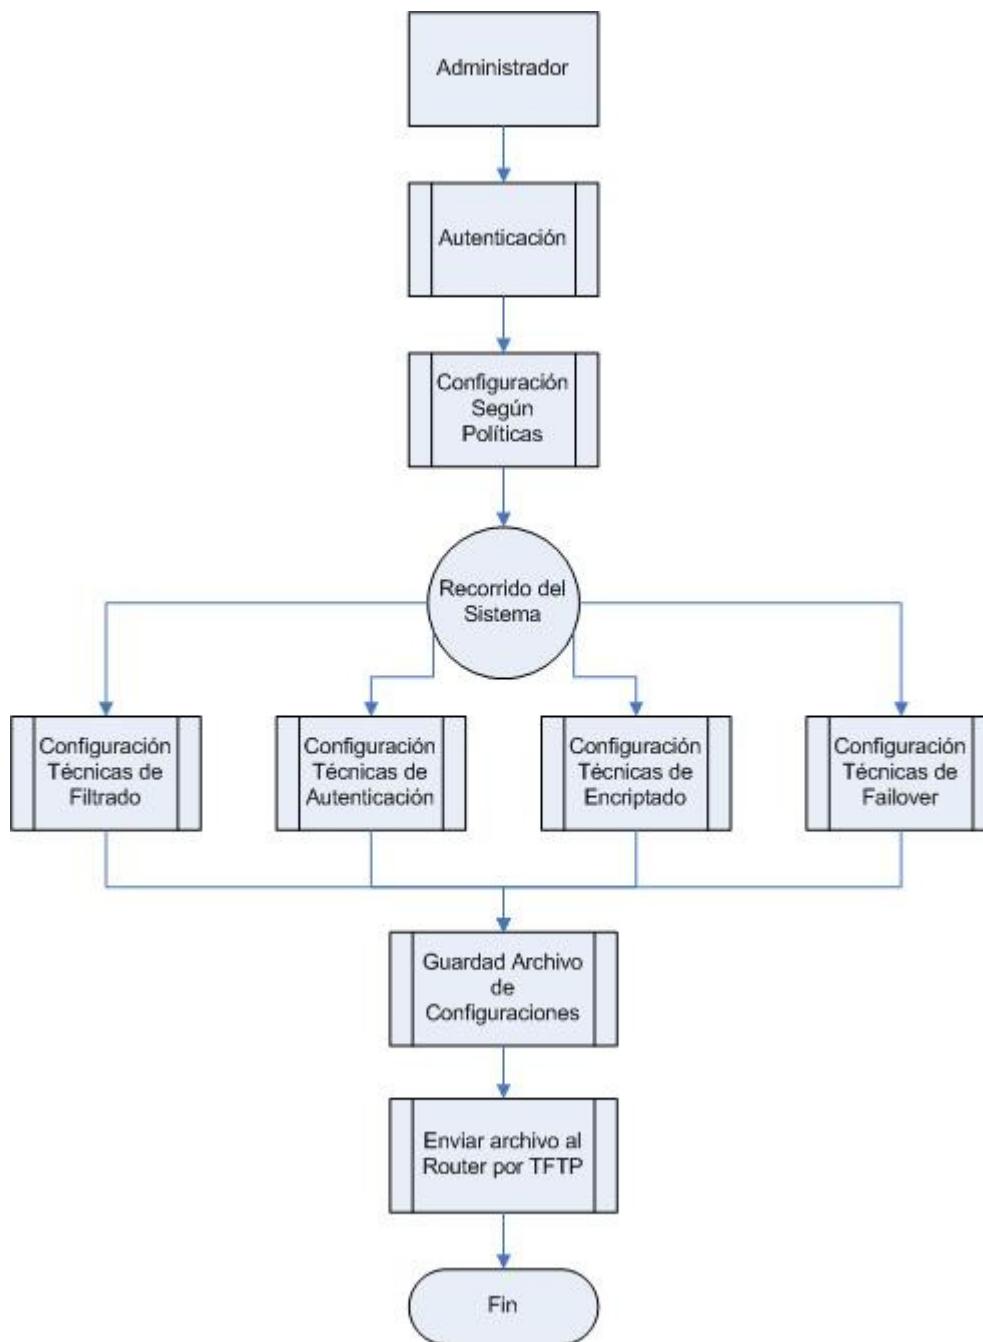 Administrador
Autenticación
Configuración
Según
Políticas
Recorrido del
Sistema
Configuración
Técnicas de
Filtrado
Configuración
Técnicas de
Autenticación
Configuración
Técnicas de
Encriptado
Configuración
Técnicas de
Failover
Guardad Archivo
de
Configuraciones
Enviar archivo al
Router por TFTP
Fin